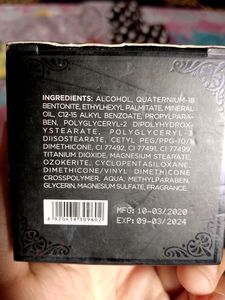 INGREDIENTS: ALCOHOL, QUATERNIUM-18
BENTONITE, ETHYLHEXYL PALMITATE, MINERAL
OIL, C12-15 ALKYL BENZOATE, PROPYLPARA-
BEN, POLYGLYCERYL-2 DIPOLYHYDROX-
YSTEARATE, POLYGLYCERYL-3
DIISOSTEARATE, CETYL PEG/PPG-10/1
DIMETHICONE, CI 77492, CI 77491, CI 77499,
TITANIUM DIOXIDE, MAGNESIUM STEARATE,
OZOKERITE, CYCLOPENTASILOXANE,
DIMETHICONE/VINYL DIMETHICONE
CROSSPOLYMER, AQUA, METHYLPARABEN,
GLYCERIN, MAGNESIUM SULFATE, FRAGRANCE.
MFG: 10-03/2020
EXP: 09-03/2024
6 920438 309602